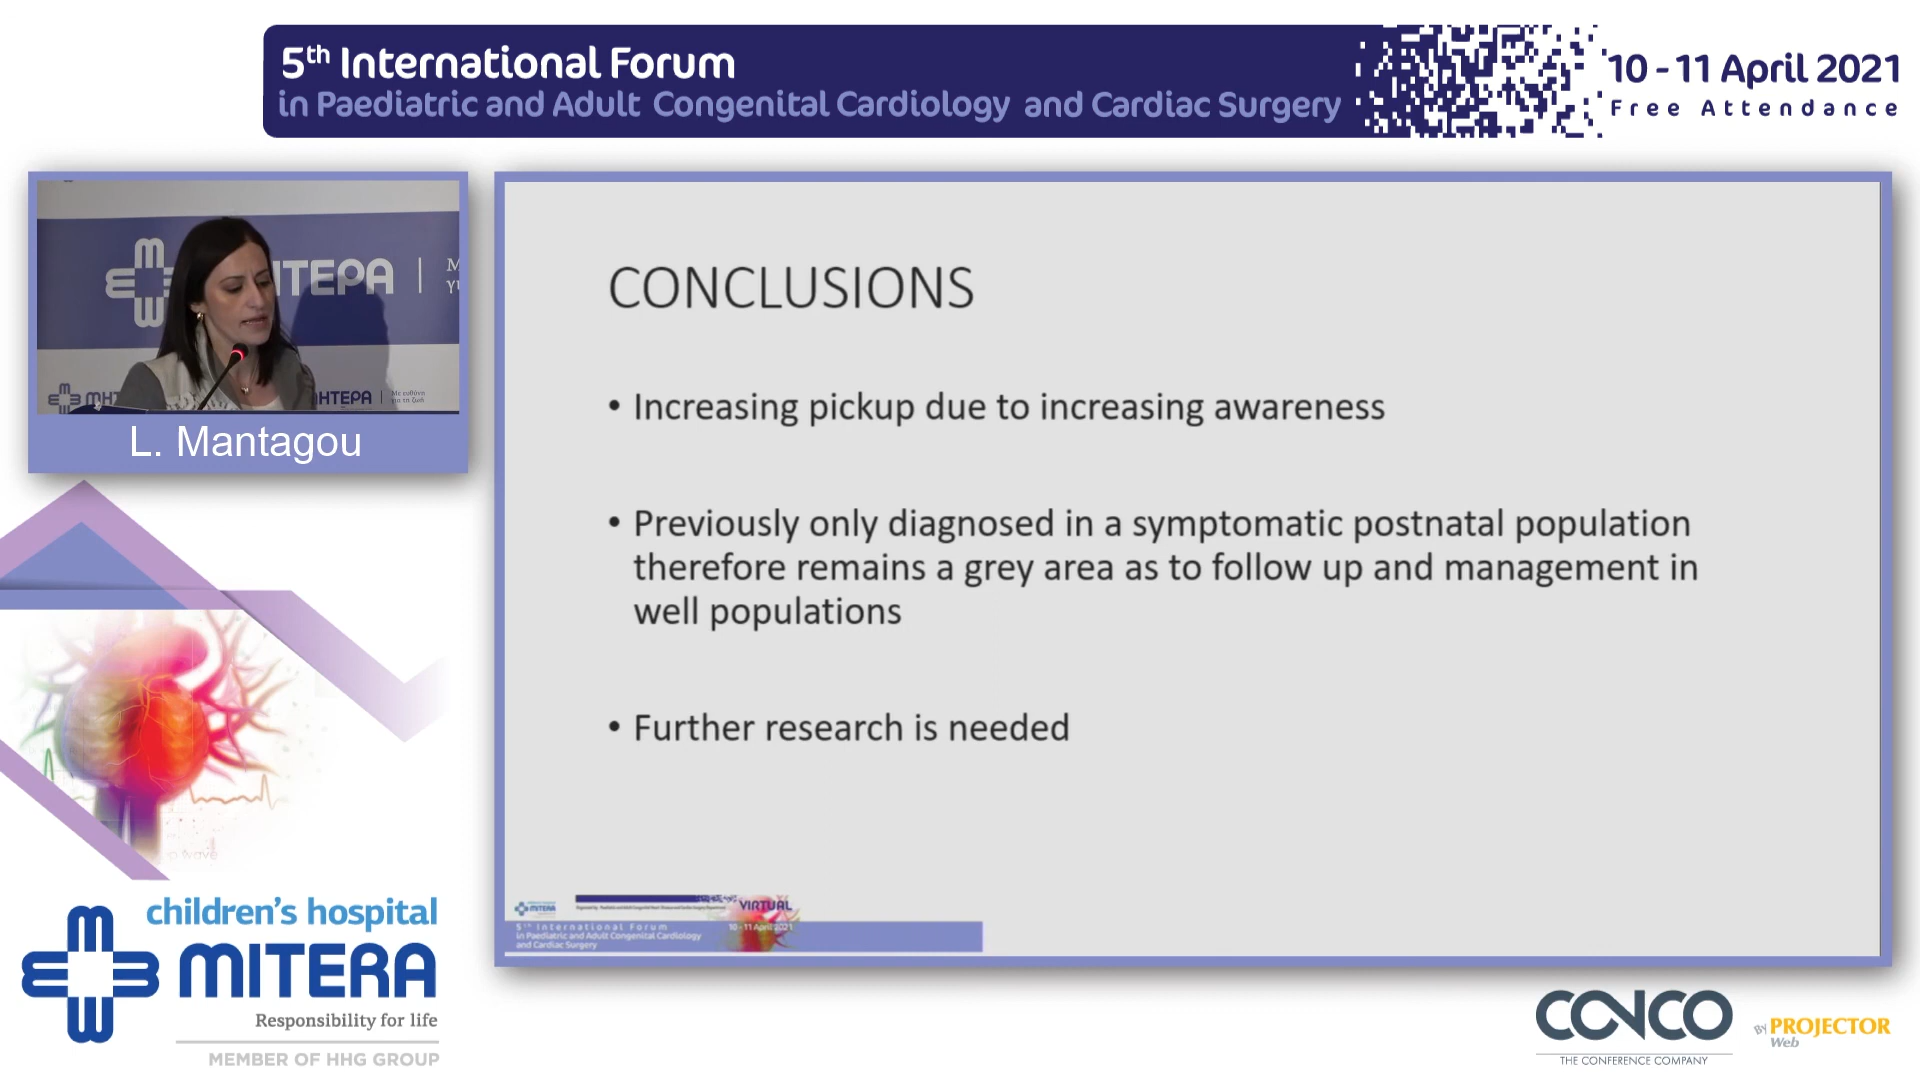 5th International Forum
in Paediatric and Adult Congenital Cardiology and Cardiac Surgery
10 - 11 April 2021
Free Attendance
ΜΗΤΕΡΑ
L. Mantagou
CONCLUSIONS
• Increasing pickup due to increasing awareness
• Previously only diagnosed in a symptomatic postnatal population
therefore remains a grey area as to follow up and management in
well populations
• Further research is needed
VIRTUAL
10 - 11 April 2021
5th International Forum
in Paediatric and Adult Congenital Cardiology
and Cardiac Surgery
children's hospital
MITERA
Responsibility for life
MEMBER OF HHG GROUP
CONCO
THE CONFERENCE COMPANY
BY PROJECTOR
Web